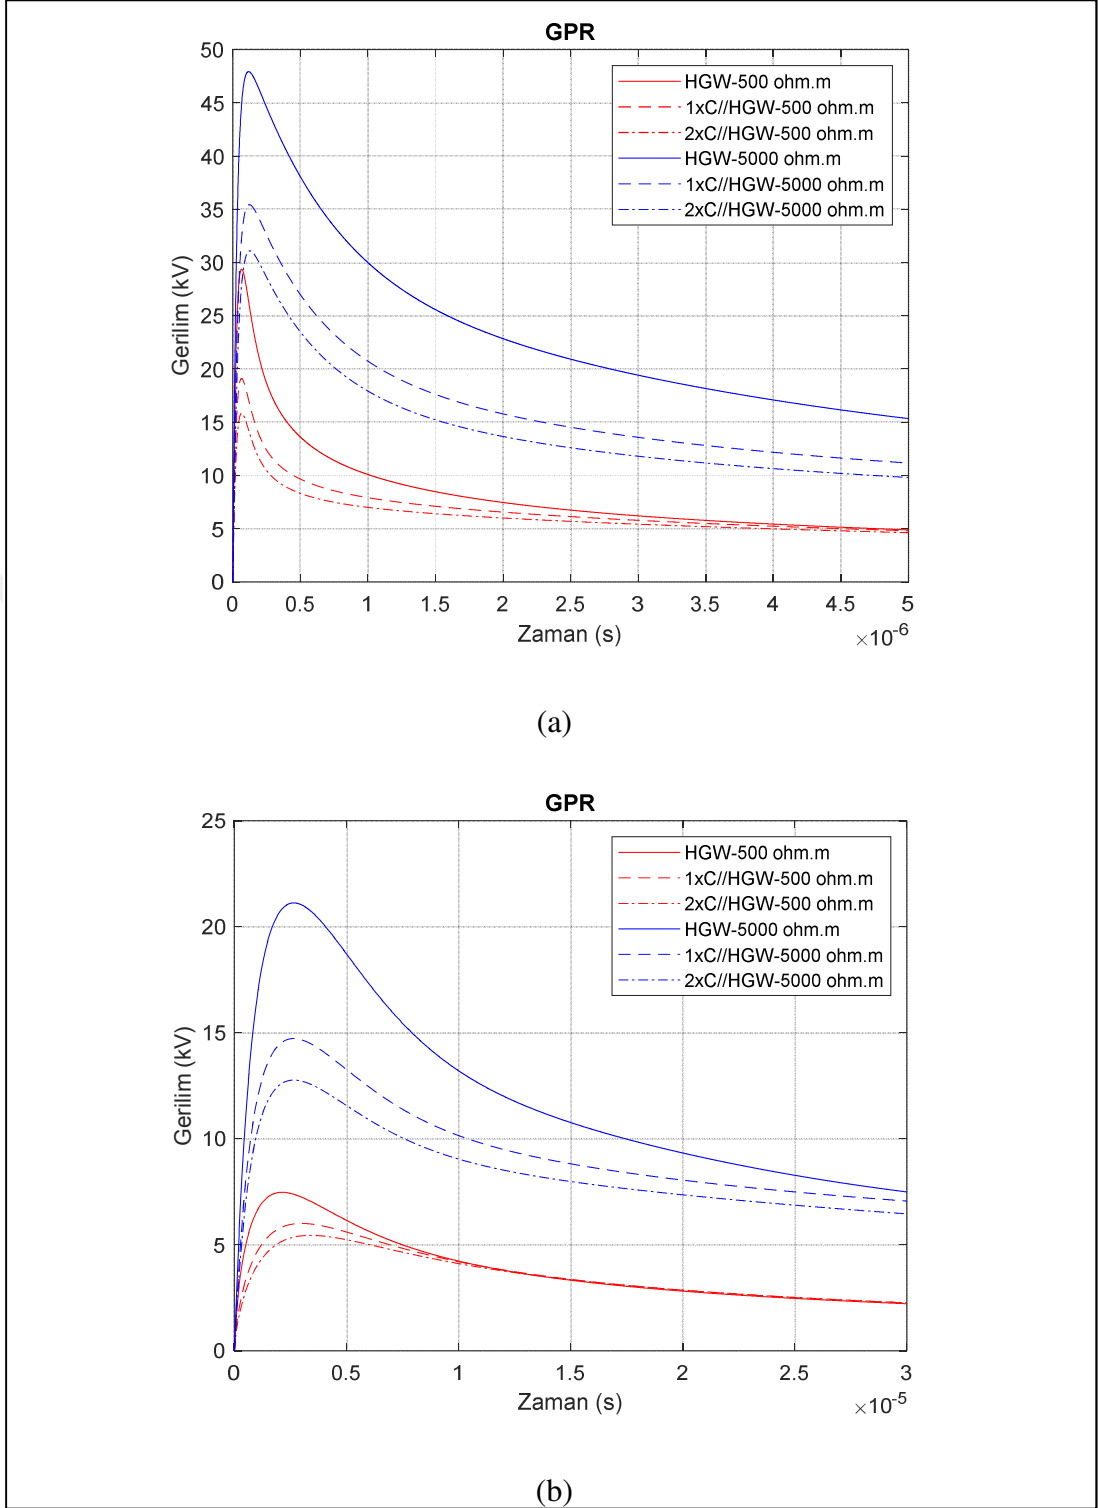 GPR
50
45
40
35
30
25
20
15
10
5
0
Gerilim (kV)
HGW-500 ohm.m
1xC//HGW-500 ohm.m
2xC//HGW-500 ohm.m
HGW-5000 ohm.m
1xC//HGW-5000 ohm.m
2xC//HGW-5000 ohm.m
0 0.5 1 1.5 2 2.5 3 3.5 4 4.5 5
Zaman (s)
×10-6
(a)
GPR
25
20
15
10
5
0
Gerilim (kV)
HGW-500 ohm.m
1xC//HGW-500 ohm.m
2xC//HGW-500 ohm.m
HGW-5000 ohm.m
1xC//HGW-5000 ohm.m
2xC//HGW-5000 ohm.m
0 0.5 1 1.5 2 2.5 3
Zaman (s)
×10-5
(b)